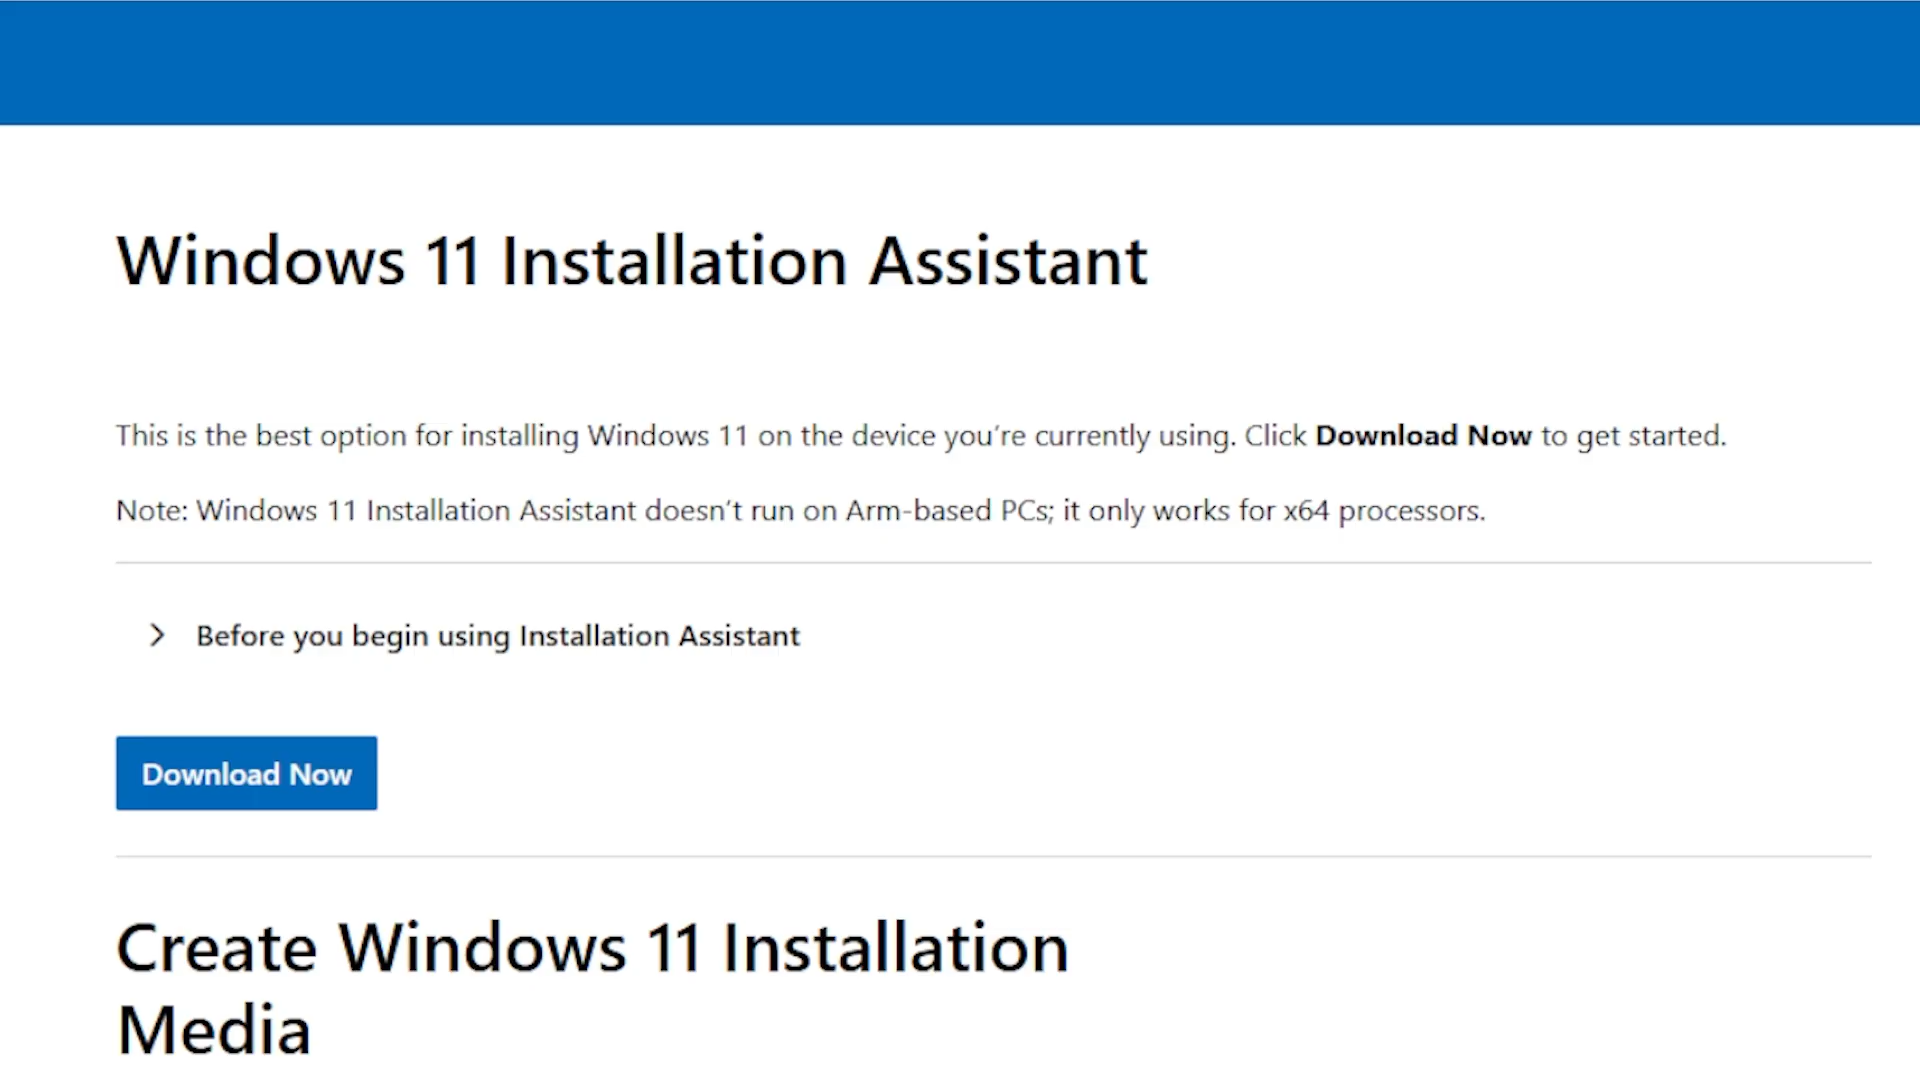 Windows 11 Installation Assistant
This is the best option for installing Windows 11 on the device you’re currently using. Click Download Now to get started.
Note: Windows 11 Installation Assistant doesn’t run on Arm-based PCs; it only works for x64 processors.
Before you begin using Installation Assistant
Download Now
Create Windows 11 Installation
Media